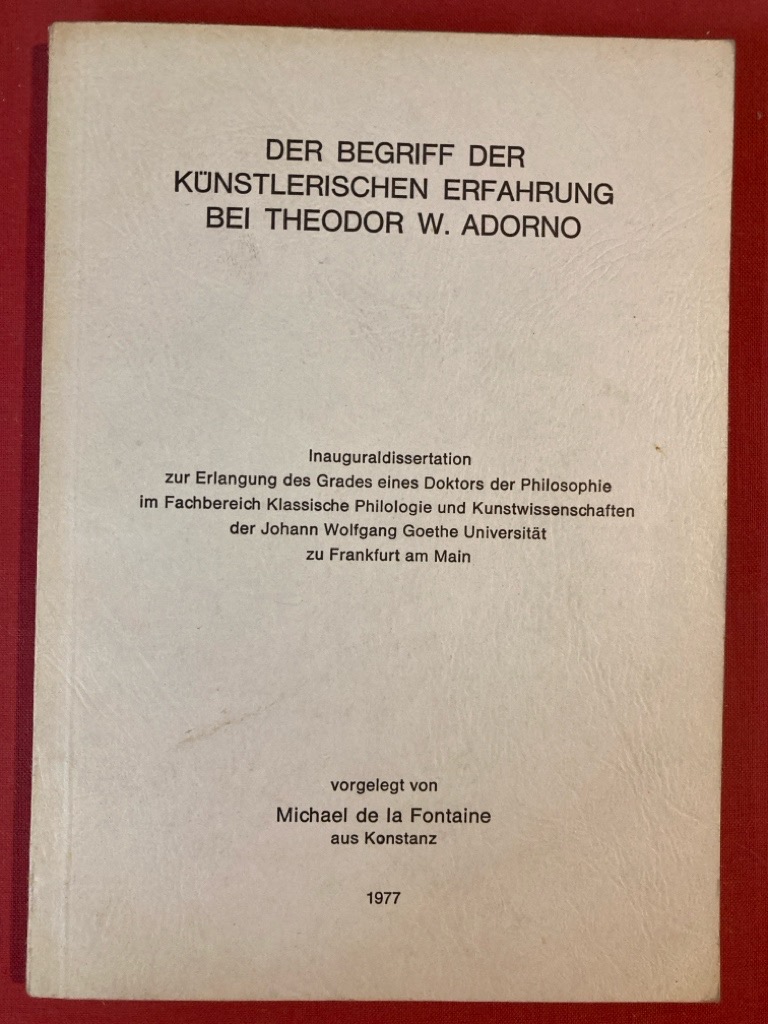 DER BEGRIFF DER
KÜNSTLERISCHEN ERFAHRUNG
BEI THEODOR W. ADORNO
Inauguraldissertation
zur Erlangung des Grades eines Doktors der Philosophie
im Fachbereich Klassische Philologie und Kunstwissenschaften
der Johann Wolfgang Goethe Universität
zu Frankfurt am Main
vorgelegt von
Michael de la Fontaine
aus Konstanz
1977